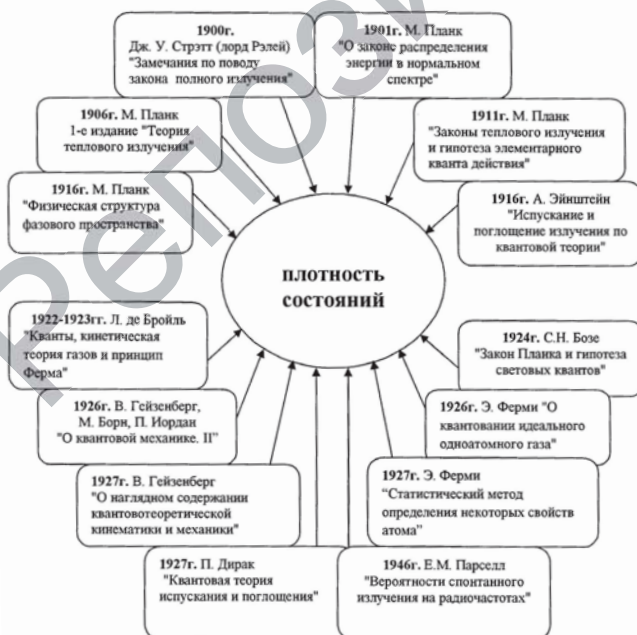 1900г.
Дж. У. Стрэтт (лорд Рэлей)
"Замечания по поводу
закона полного излучения"
1901г. М. Планк
"О законе распределения
энергии в нормальном
спектре"
1906г. М. Планк
1-е издание "Теория
теплового излучения"
1911г. М. Планк
"Законы теплового излучения
и гипотеза элементарного
кванта действия"
1916г. М. Планк
"Физическая структура
фазового пространства"
1916г. А. Эйнштейн
"Испускание и
поглощение излучения по
квантовой теории"
плотность
состояний
1922-1923гг. Л. де Бройль
"Кванты, кинетическая
теория газов и принцип
Ферма"
1924г. С.Н. Бозе
"Закон Планка и гипотеза
световых квантов"
1926г. В. Гейзенберг,
М. Борн, П. Иордан
"О квантовой механике. II"
1926г. Э. Ферми "О
квантовании идеального
одноатомного газа"
1927г. В. Гейзенберг
"О наглядном содержании
квантовотеоретической
кинематики и механики"
1927г. Э. Ферми
"Статистический метод
определения некоторых свойств
атома"
1927г. П. Дирак
"Квантовая теория
испускания и поглощения"
1946г. Е.М. Парселл
"Вероятности спонтанного
излучения на радиочастотах"
Репози